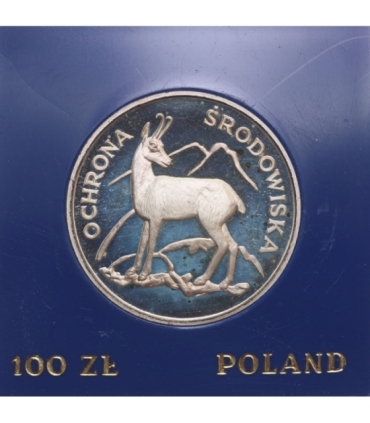 OCHRONA ŚRODOWISKA
100 ZŁ POLAND